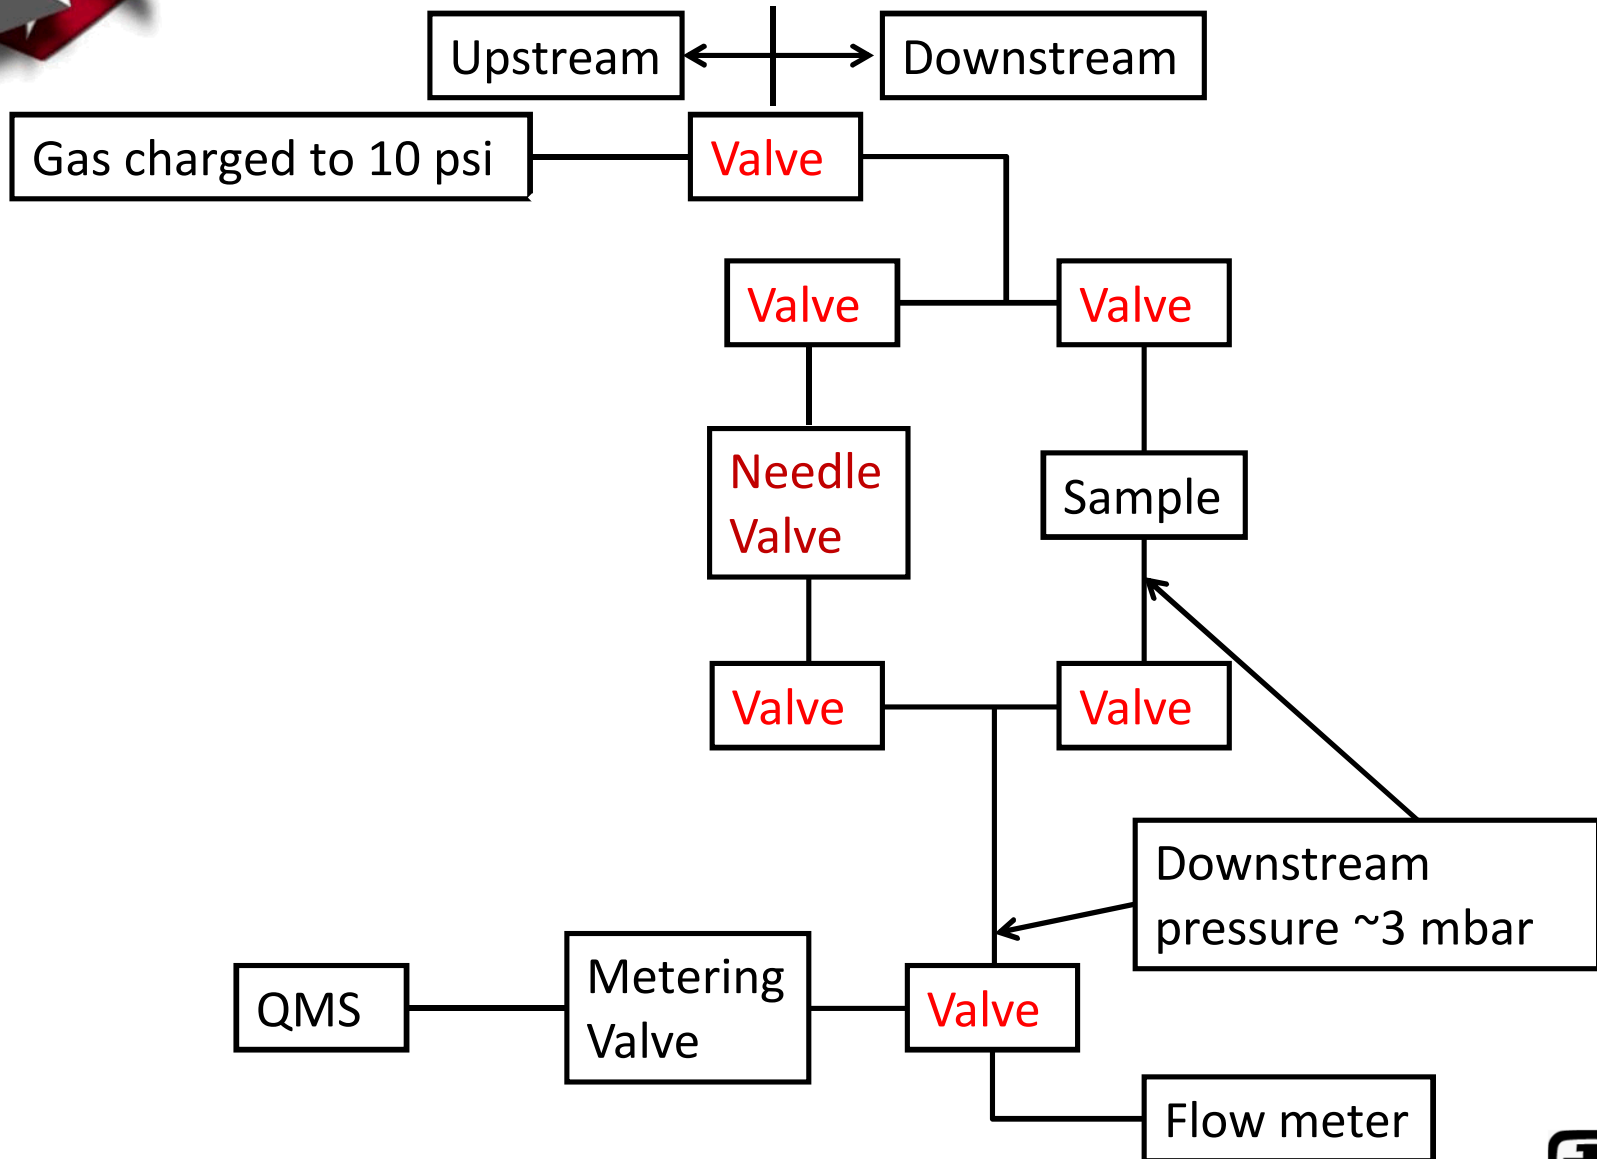 Upstream
Downstream
Gas charged to 10 psi
Valve
Valve
Valve
Needle
Valve
Sample
Valve
Valve
Downstream
pressure ~3 mbar
QMS
Metering
Valve
Valve
Flow meter